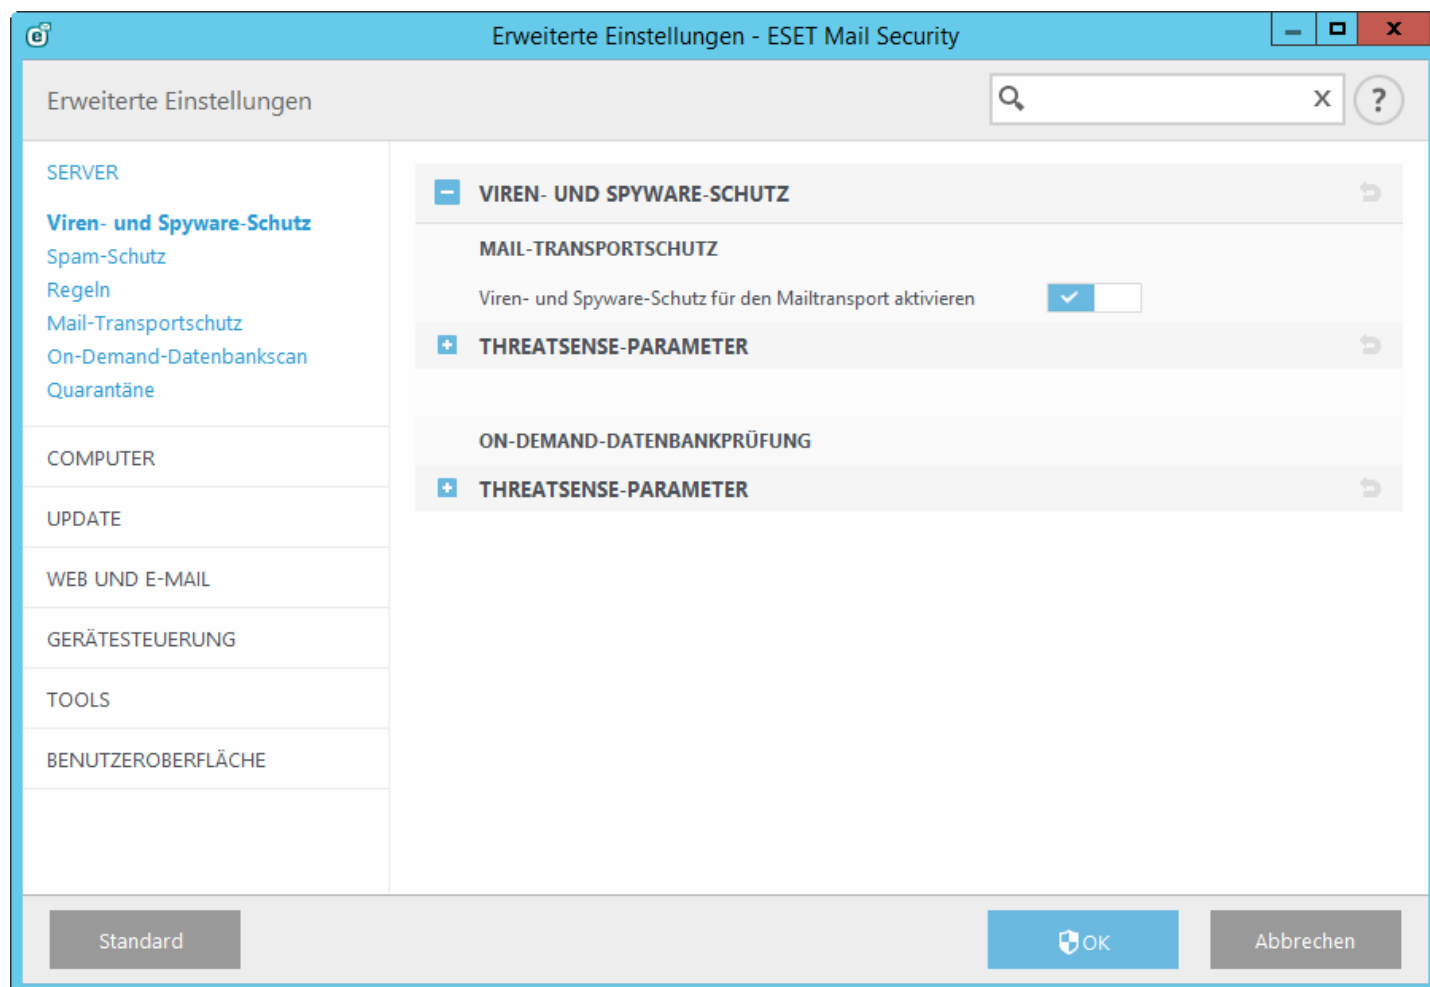 Erweiterte Einstellungen - ESET Mail Security
Erweiterte Einstellungen
x
?
SERVER
Viren- und Spyware-Schutz
Spam-Schutz
Regeln
Mail-Transportschutz
On-Demand-Datenbankscan
Quarantäne
COMPUTER
UPDATE
WEB UND E-MAIL
GERÄTESTEUERUNG
TOOLS
BENUTZEROBERFLÄCHE
VIREN- UND SPYWARE-SCHUTZ
MAIL-TRANSPORTSCHUTZ
Viren- und Spyware-Schutz für den Mailtransport aktivieren
THREATSENSE-PARAMETER
ON-DEMAND-DATENBANKPRÜFUNG
THREATSENSE-PARAMETER
Standard
OK
Abbrechen